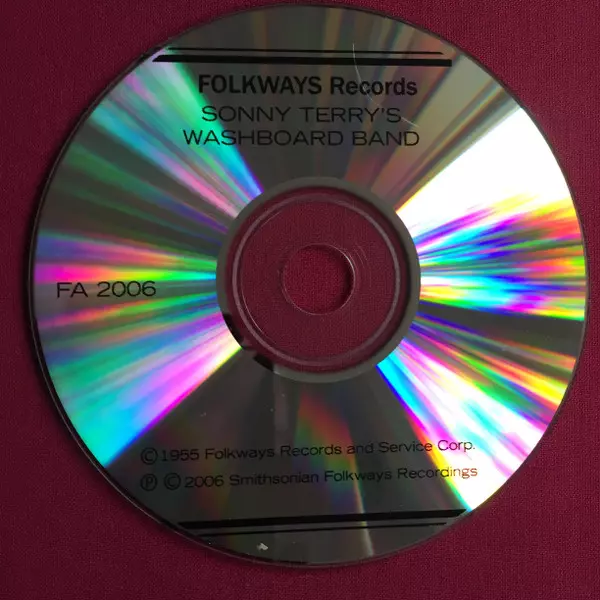 FOLKWAYS Records
SONNY TERRY'S
WASHBOARD BAND
FA 2006
©1955 Folkways Records and Service Corp.
℗ © 2006 Smithsonian Folkways Recordings